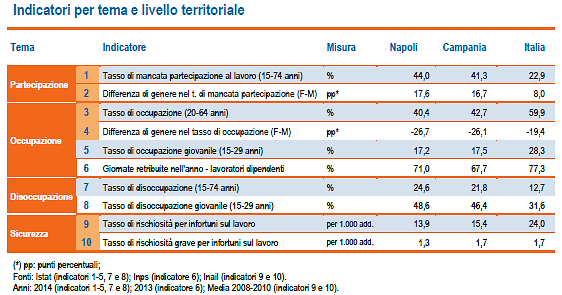 Indicatori per tema e livello territoriale
Tema Indicatore Misura Napoli Campania Italia
Partecipazione
1 Tasso di mancata partecipazione al lavoro (15-74 anni) % 44,0 41,3 22,9
2 Differenza di genere nel t. di mancata partecipazione (F-M) pp* 17,6 16,7 8,0
Occupazione
3 Tasso di occupazione (20-64 anni) % 40,4 42,7 59,9
4 Differenza di genere nel tasso di occupazione (F-M) pp* -26,7 -26,1 -19,4
5 Tasso di occupazione giovanile (15-29 anni) % 17,2 17,5 28,3
6 Giornate retribuite nell'anno - lavoratori dipendenti % 71,0 67,7 77,3
Disoccupazione
7 Tasso di disoccupazione (15-74 anni) % 24,6 21,8 12,7
8 Tasso di disoccupazione giovanile (15-29 anni) % 48,6 46,4 31,6
Sicurezza
9 Tasso di rischiosità per infortuni sul lavoro per 1.000 add. 13,9 15,4 24,0
10 Tasso di rischiosità grave per infortuni sul lavoro per 1.000 add. 1,3 1,7 1,7
(*) pp: punti percentuali;
Fonti: Istat (indicatori 1-5, 7 e 8); Inps (indicatore 6); Inail (indicatori 9 e 10).
Anni: 2014 (indicatori 1-5, 7 e 8); 2013 (indicatore 6); Media 2008-2010 (indicatori 9 e 10).